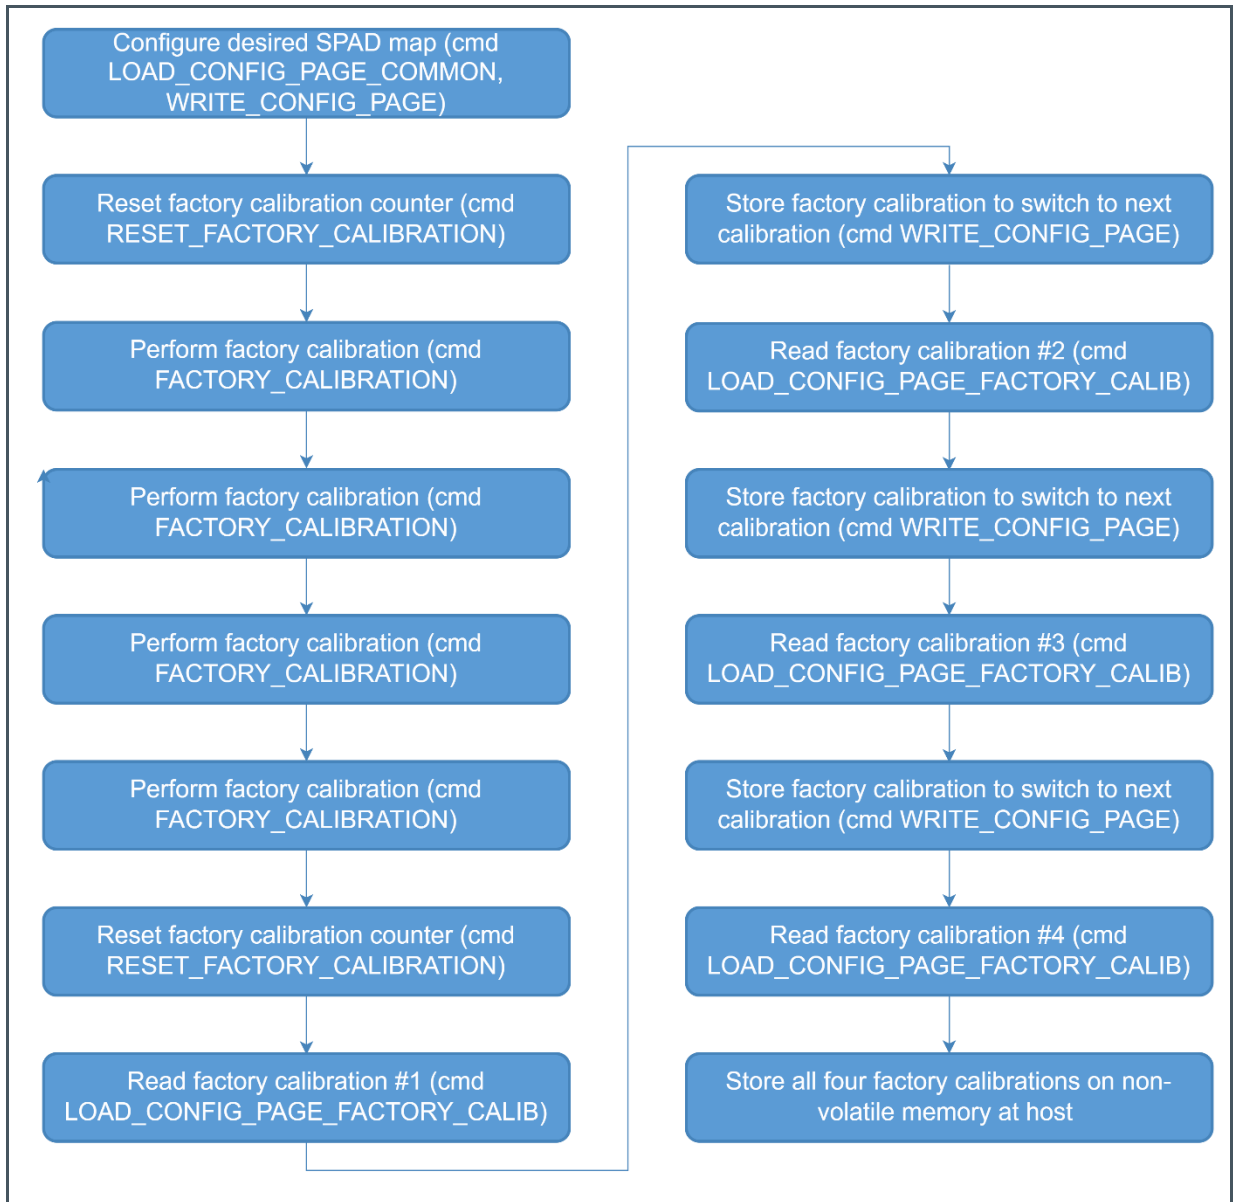 Configure desired SPAD map (cmd
LOAD_CONFIG_PAGE_COMMON,
WRITE_CONFIG_PAGE)
Reset factory calibration counter (cmd
RESET_FACTORY_CALIBRATION)
Perform factory calibration (cmd
FACTORY_CALIBRATION)
Perform factory calibration (cmd
FACTORY_CALIBRATION)
Perform factory calibration (cmd
FACTORY_CALIBRATION)
Perform factory calibration (cmd
FACTORY_CALIBRATION)
Reset factory calibration counter (cmd
RESET_FACTORY_CALIBRATION)
Read factory calibration #1 (cmd
LOAD_CONFIG_PAGE_FACTORY_CALIB)
Store factory calibration to switch to next
calibration (cmd WRITE_CONFIG_PAGE)
Read factory calibration #2 (cmd
LOAD_CONFIG_PAGE_FACTORY_CALIB)
Store factory calibration to switch to next
calibration (cmd WRITE_CONFIG_PAGE)
Read factory calibration #3 (cmd
LOAD_CONFIG_PAGE_FACTORY_CALIB)
Store factory calibration to switch to next
calibration (cmd WRITE_CONFIG_PAGE)
Read factory calibration #4 (cmd
LOAD_CONFIG_PAGE_FACTORY_CALIB)
Store all four factory calibrations on non-
volatile memory at host